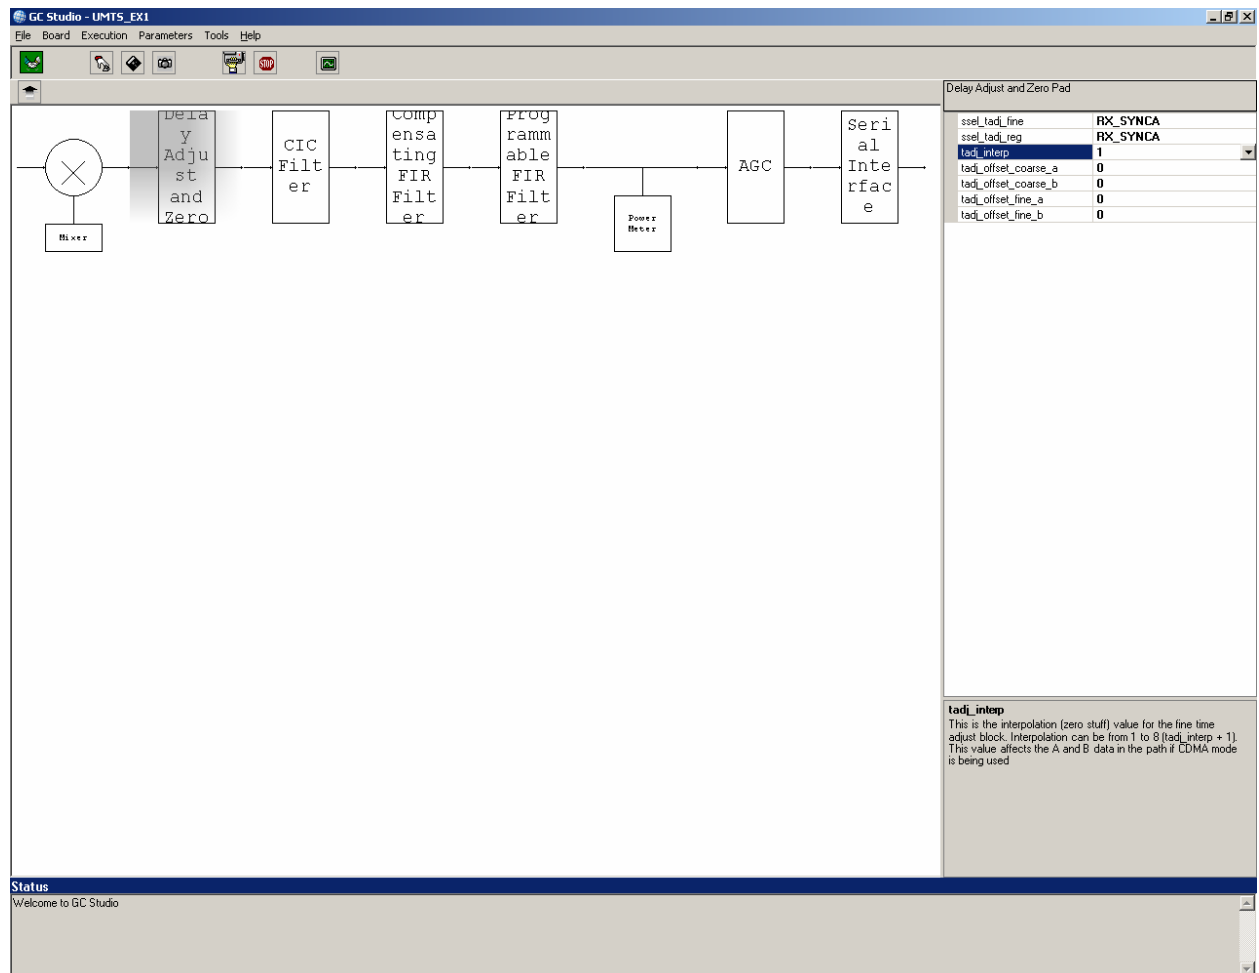 GC Studio - UMTS_EX1
File Board Execution Parameters Tools Help
STOP
Dela
y
Adju
st
and
Zero
CIC
Filt
er
Comp
ensa
ting
FIR
Filt
er
Prog
ramm
able
FIR
Filt
er
AGC
Seri
al
Inte
rfac
e
Mixer
Power
Meter
Delay Adjust and Zero Pad
ssel_tadj_fine RX_SYNCA
ssel_tadj_reg RX_SYNCA
tadj_interp 1
tadj_offset_coarse_a 0
tadj_offset_coarse_b 0
tadj_offset_fine_a 0
tadj_offset_fine_b 0
tadj_interp
This is the interpolation (zero stuff) value for the fine time
adjust block. Interpolation can be from 1 to 8 (tadj_interp + 1).
This value affects the A and B data in the path if CDMA mode
is being used
Status
Welcome to GC Studio